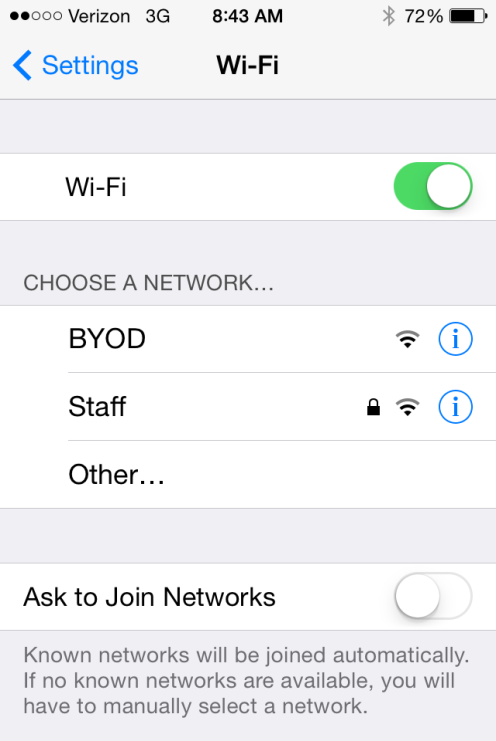 Verizon 3G 8:43 AM 72%
Settings Wi-Fi
Wi-Fi
CHOOSE A NETWORK...
BYOD
Staff
Other...
Ask to Join Networks
Known networks will be joined automatically.
If no known networks are available, you will
have to manually select a network.